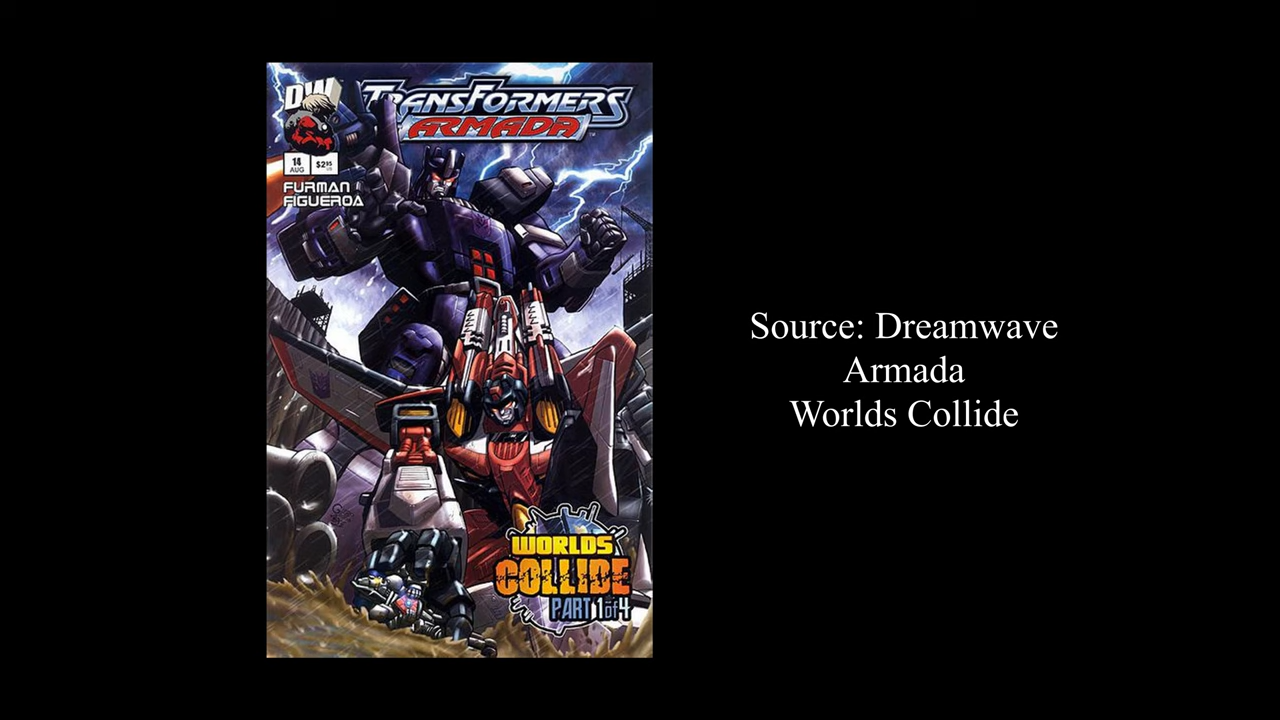 DW
TRANSFORMERS
ARMADA
14
AUG
$2.95
FURMAN
FIGUEROA
WORLDS
COLLIDE
PART 1 of 4
Source: Dreamwave
Armada
Worlds Collide